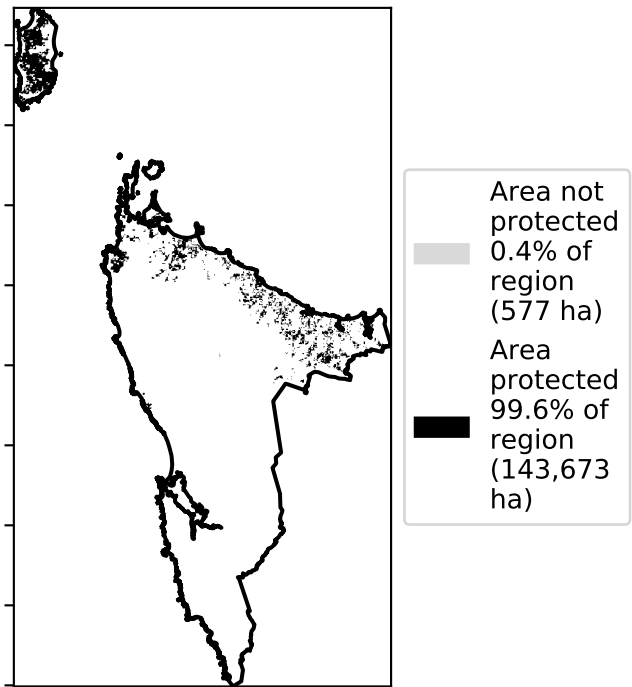 Area not
protected
0.4% of
region
(577 ha)
Area
protected
99.6% of
region
(143,673
ha)